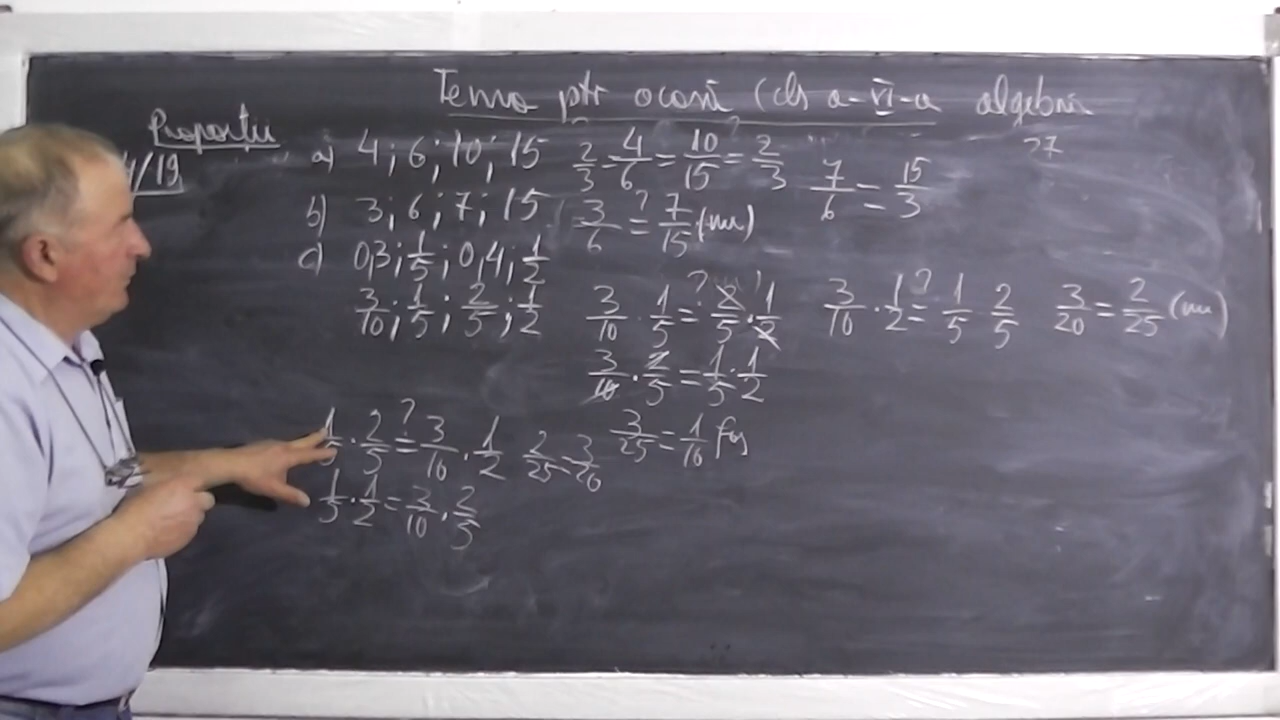 Tema ptr acasă (cls a-VI-a algebră
Proporții
4/19
27
a) 4; 6; 10; 15 2/3 = 4/6 = 10/15 = 2/3 7/6 = 15/3
b) 3; 6; 7; 15 3/6 ?= 7/15 (nu)
c) 0,3; 1/5; 0,4; 1/2
3/10; 1/5; 2/5; 1/2 3/10 · 1/5 ?= 2/5 · 1/2 3/10 · 1/2 ?= 1/5 2/5 3/20 = 2/25 (nu)
3/10 · 2/5 = 1/5 · 1/2
1/5 · 2/5 ?= 3/10 · 1/2 2/25 = 3/20 3/25 = 1/10 fals
1/5 · 1/2 = 3/10 · 2/5